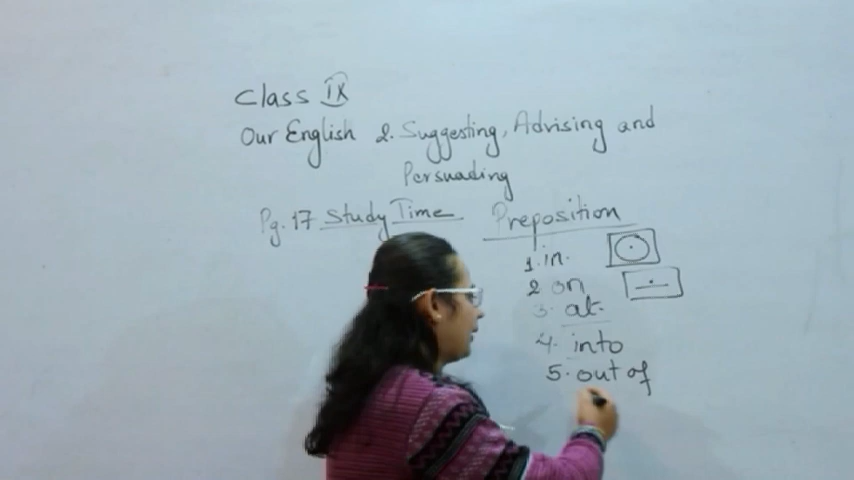 Class IX
Our English 2. Suggesting, Advising and
Persuading
Pg. 17 Study Time Preposition
1. in.
2 on
3. at.
4. into
5. out of